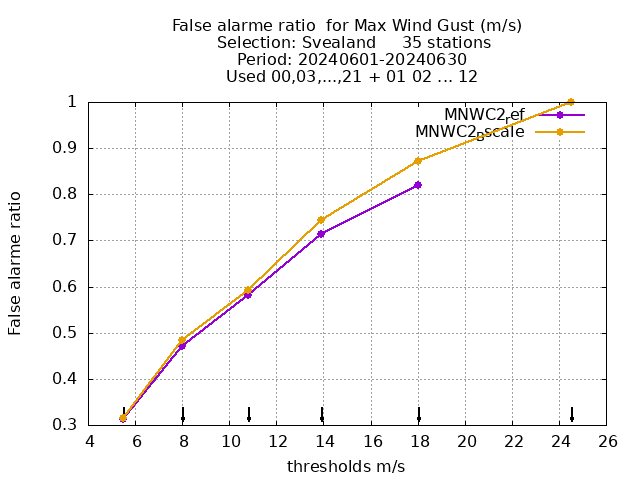 False alarme ratio  for Max Wind Gust (m/s)
Selection: Svealand     35 stations
Period: 20240601-20240630
Used 00,03,...,21 + 01 02 ... 12
MNWC2ref
MNWC2gscale
1
0.9
0.8
0.7
0.6
0.5
0.4
0.3
False alarme ratio
4 6 8 10 12 14 16 18 20 22 24 26
thresholds m/s